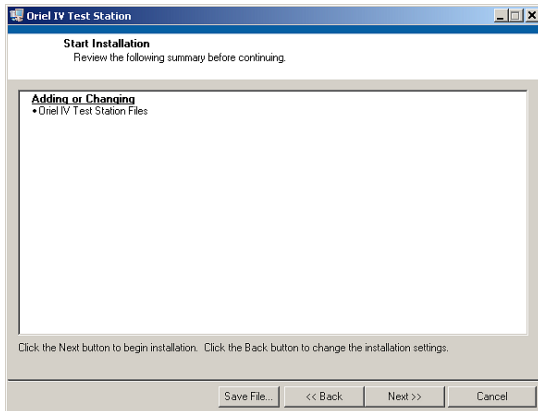 Oriel IV Test Station
Start Installation
Review the following summary before continuing.
Adding or Changing
•Oriel IV Test Station Files
Click the Next button to begin installation. Click the Back button to change the installation settings.
Save File... << Back Next >> Cancel